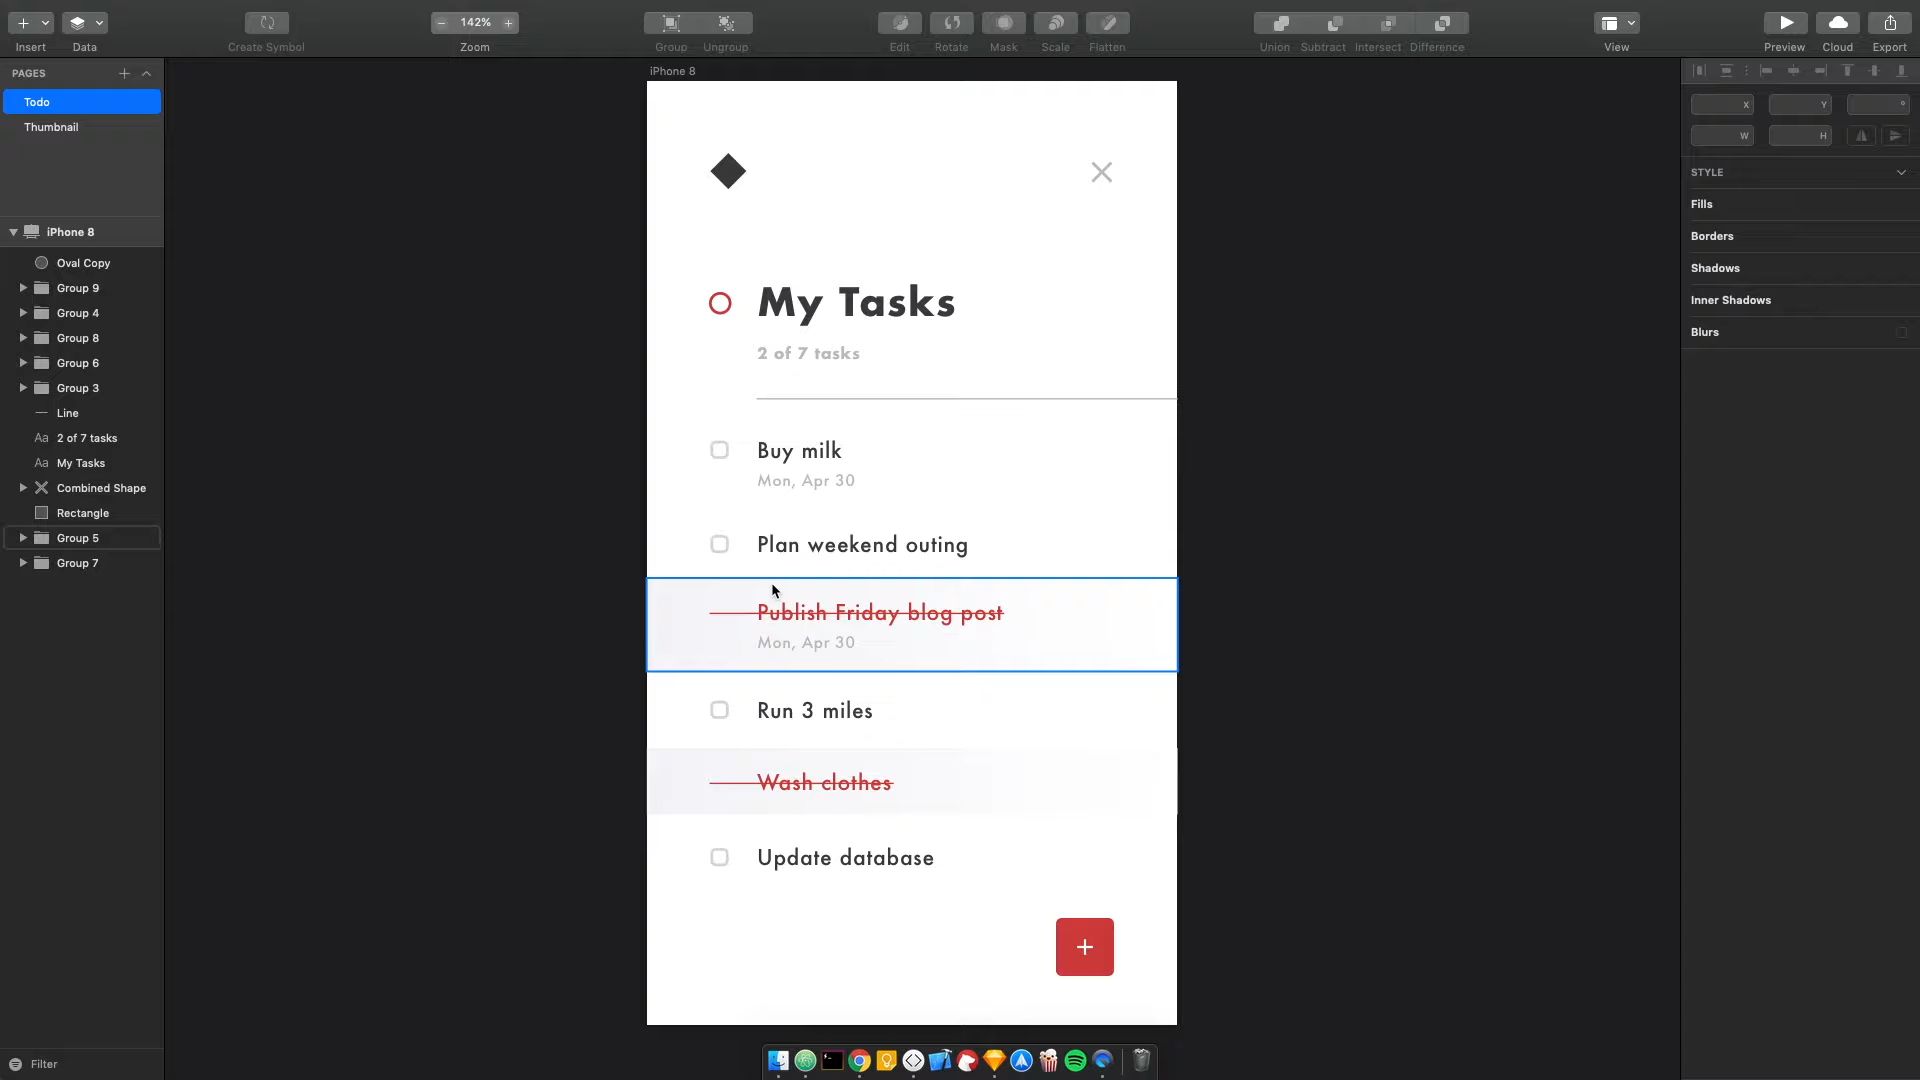 142%
Insert
Data
Create Symbol
Zoom
Group
Ungroup
Edit
Rotate
Mask
Scale
Flatten
Union
Subtract
Intersect
Difference
View
Preview
Cloud
Export
PAGES
Todo
Thumbnail
iPhone 8
Oval Copy
Group 9
Group 4
Group 8
Group 6
Group 3
Line
Aa 2 of 7 tasks
Aa My Tasks
Combined Shape
Rectangle
Group 5
Group 7
Filter
iPhone 8
My Tasks
2 of 7 tasks
Buy milk
Mon, Apr 30
Plan weekend outing
Publish Friday blog post
Mon, Apr 30
Run 3 miles
Wash clothes
Update database
X
Y
°
W
H
STYLE
Fills
Borders
Shadows
Inner Shadows
Blurs